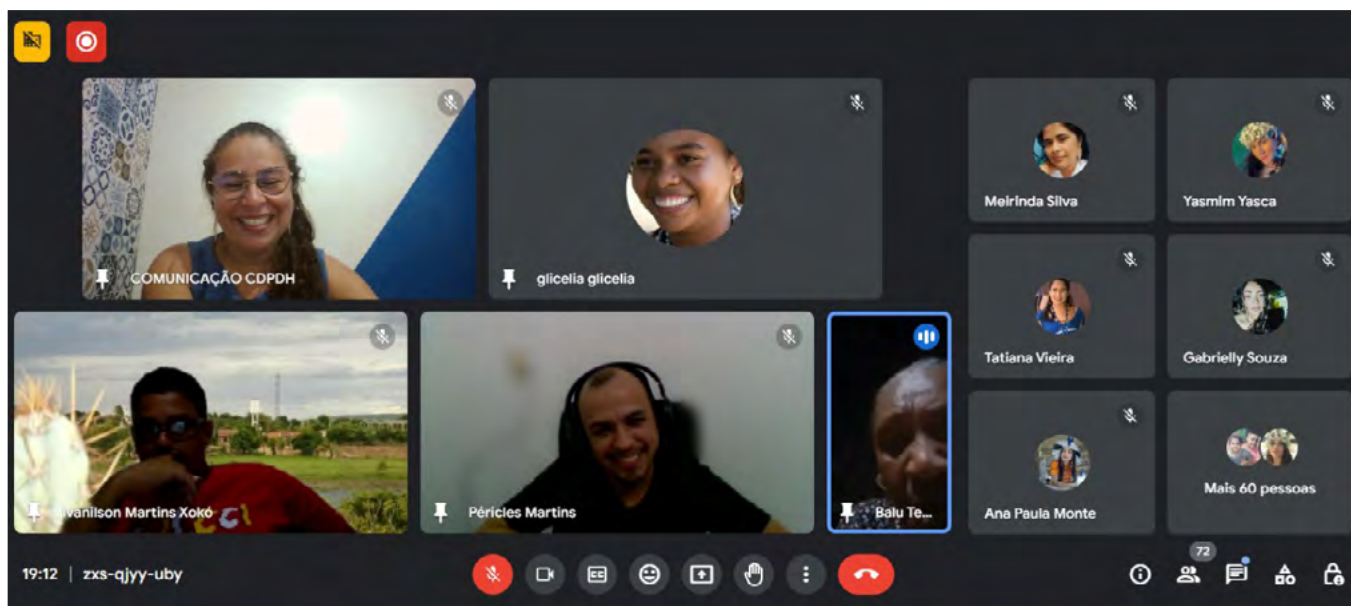 COMUNICAÇÃO CDPDH
glicelia glicelia
Meirinda Silva
Yasmim Yasca
Tatiana Vieira
Gabrielly Souza
Ivanilson Martins Xokó
Péricles Martins
Balu Te...
Ana Paula Monte
Mais 60 pessoas
19:12 | zxs-qjyy-uby
CC
72